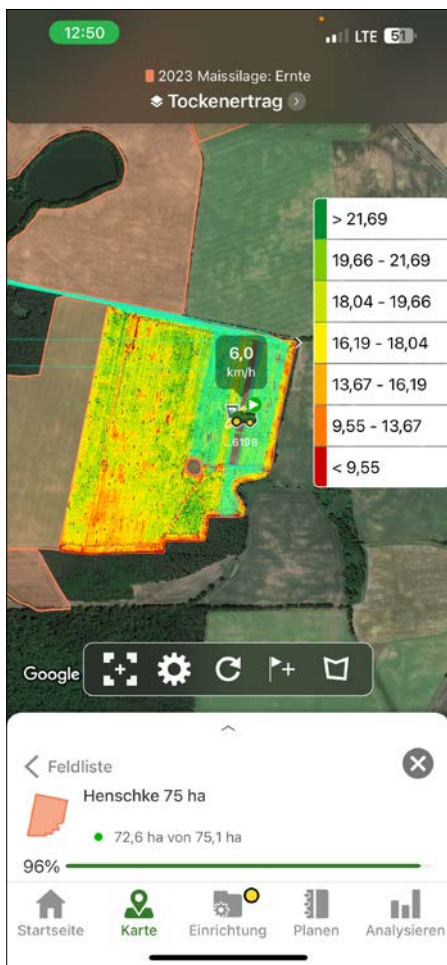 12:50
LTE 51
2023 Maissilage: Ernte
Tockenertrag
> 21,69
19,66 - 21,69
18,04 - 19,66
16,19 - 18,04
13,67 - 16,19
9,55 - 13,67
< 9,55
6,0
km/h
...6198
Google
Feldliste
Henschke 75 ha
72,6 ha von 75,1 ha
96%
Startseite
Karte
Einrichtung
Planen
Analysieren